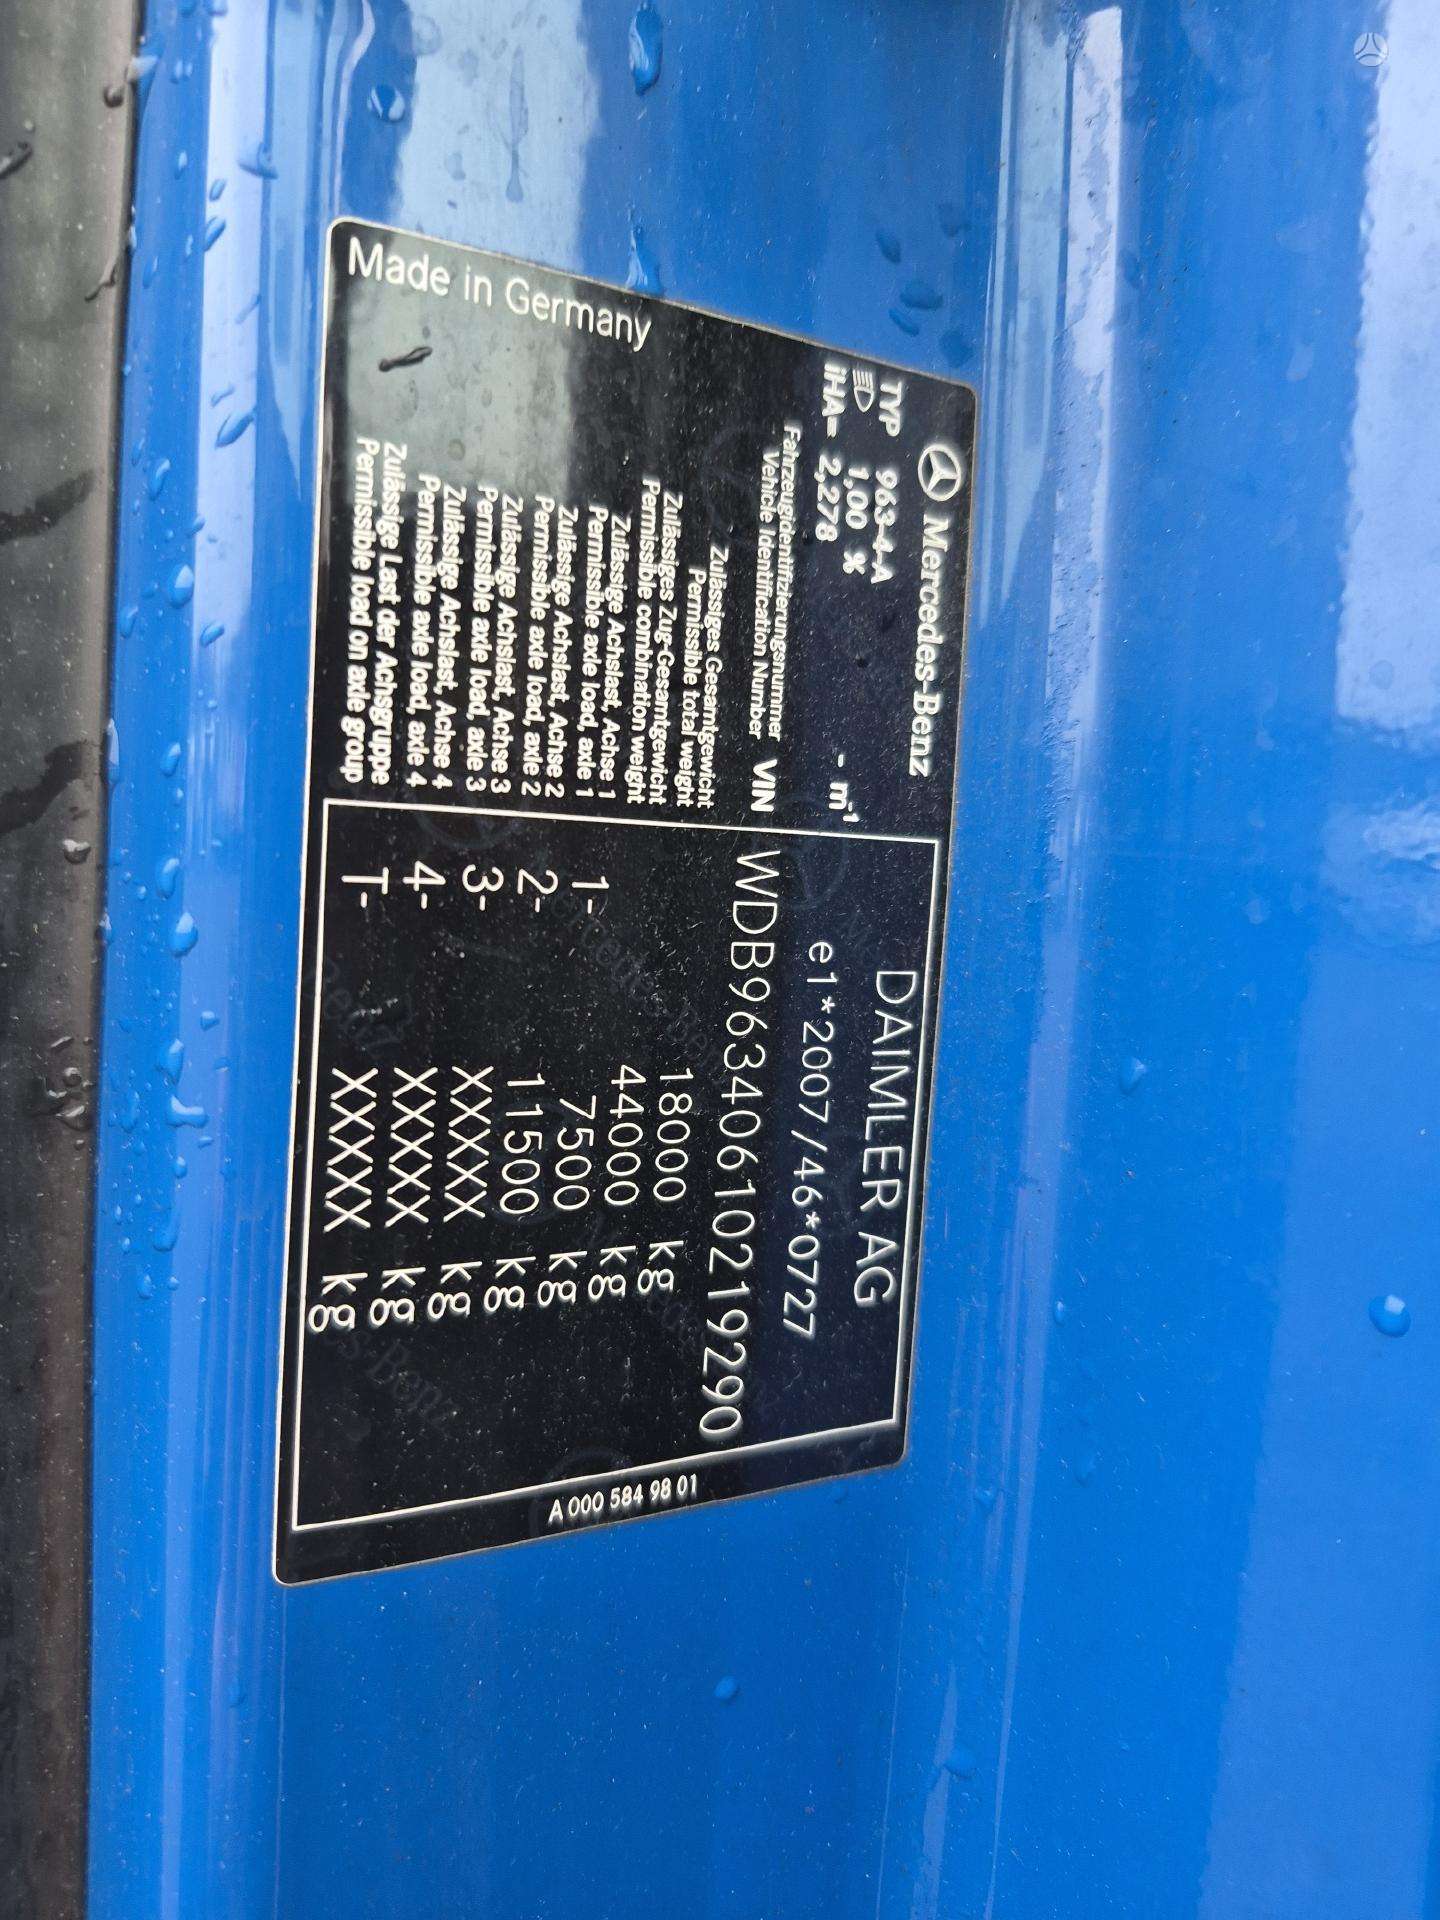 Mercedes-Benz
DAIMLER AG
TYP 963-4-A
e1*2007/46*0727
1,00 %
iHA= 2,278 - m-1
Fahrzeugidentifizierungsnummer
Vehicle Identification Number VIN WDB9634061O219290
Zulässiges Gesamtgewicht
Permissible total weight 18000 kg
Zulässiges Zug-Gesamtgewicht
Permissible combination weight 44000 kg
Zulässige Achslast, Achse 1
Permissible axle load, axle 1 1- 7500 kg
Zulässige Achslast, Achse 2
Permissible axle load, axle 2 2- 11500 kg
Zulässige Achslast, Achse 3
Permissible axle load, axle 3 3- XXXXX kg
Zulässige Achslast, Achse 4
Permissible axle load, axle 4 4- XXXXX kg
Zulässige Last der Achsgruppe
Permissible load on axle group T- XXXXX kg
Made in Germany
A 000 584 98 01